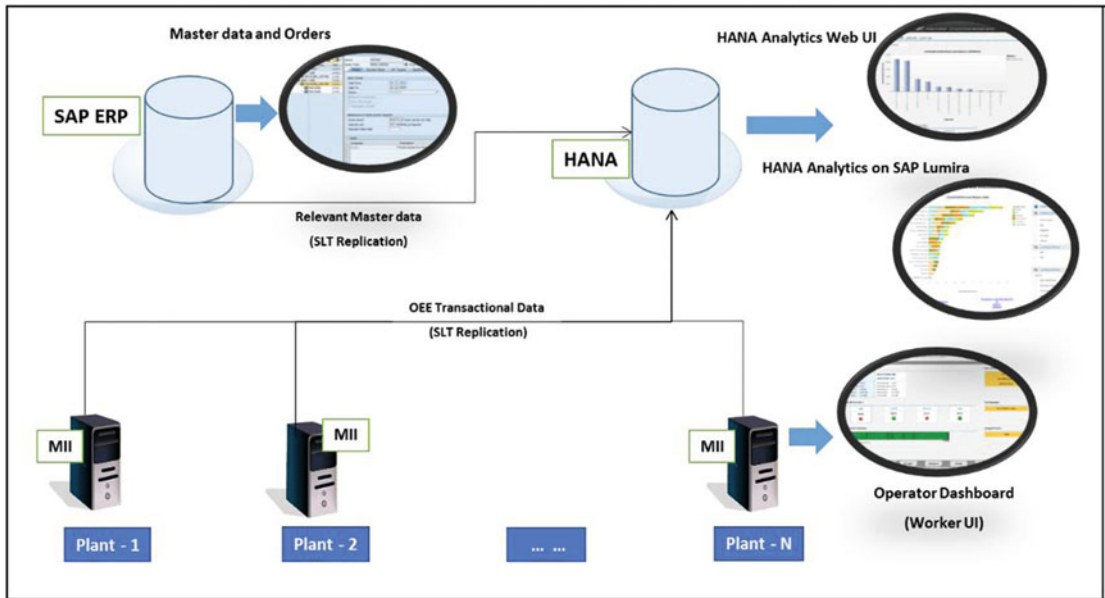 Master data and Orders
HANA Analytics Web UI
SAP ERP
HANA
HANA Analytics on SAP Lumira
Relevant Master data
(SLT Replication)
OEE Transactional Data
(SLT Replication)
MII
MII
MII
Operator Dashboard
(Worker UI)
Plant - 1
Plant - 2
... ...
Plant - N